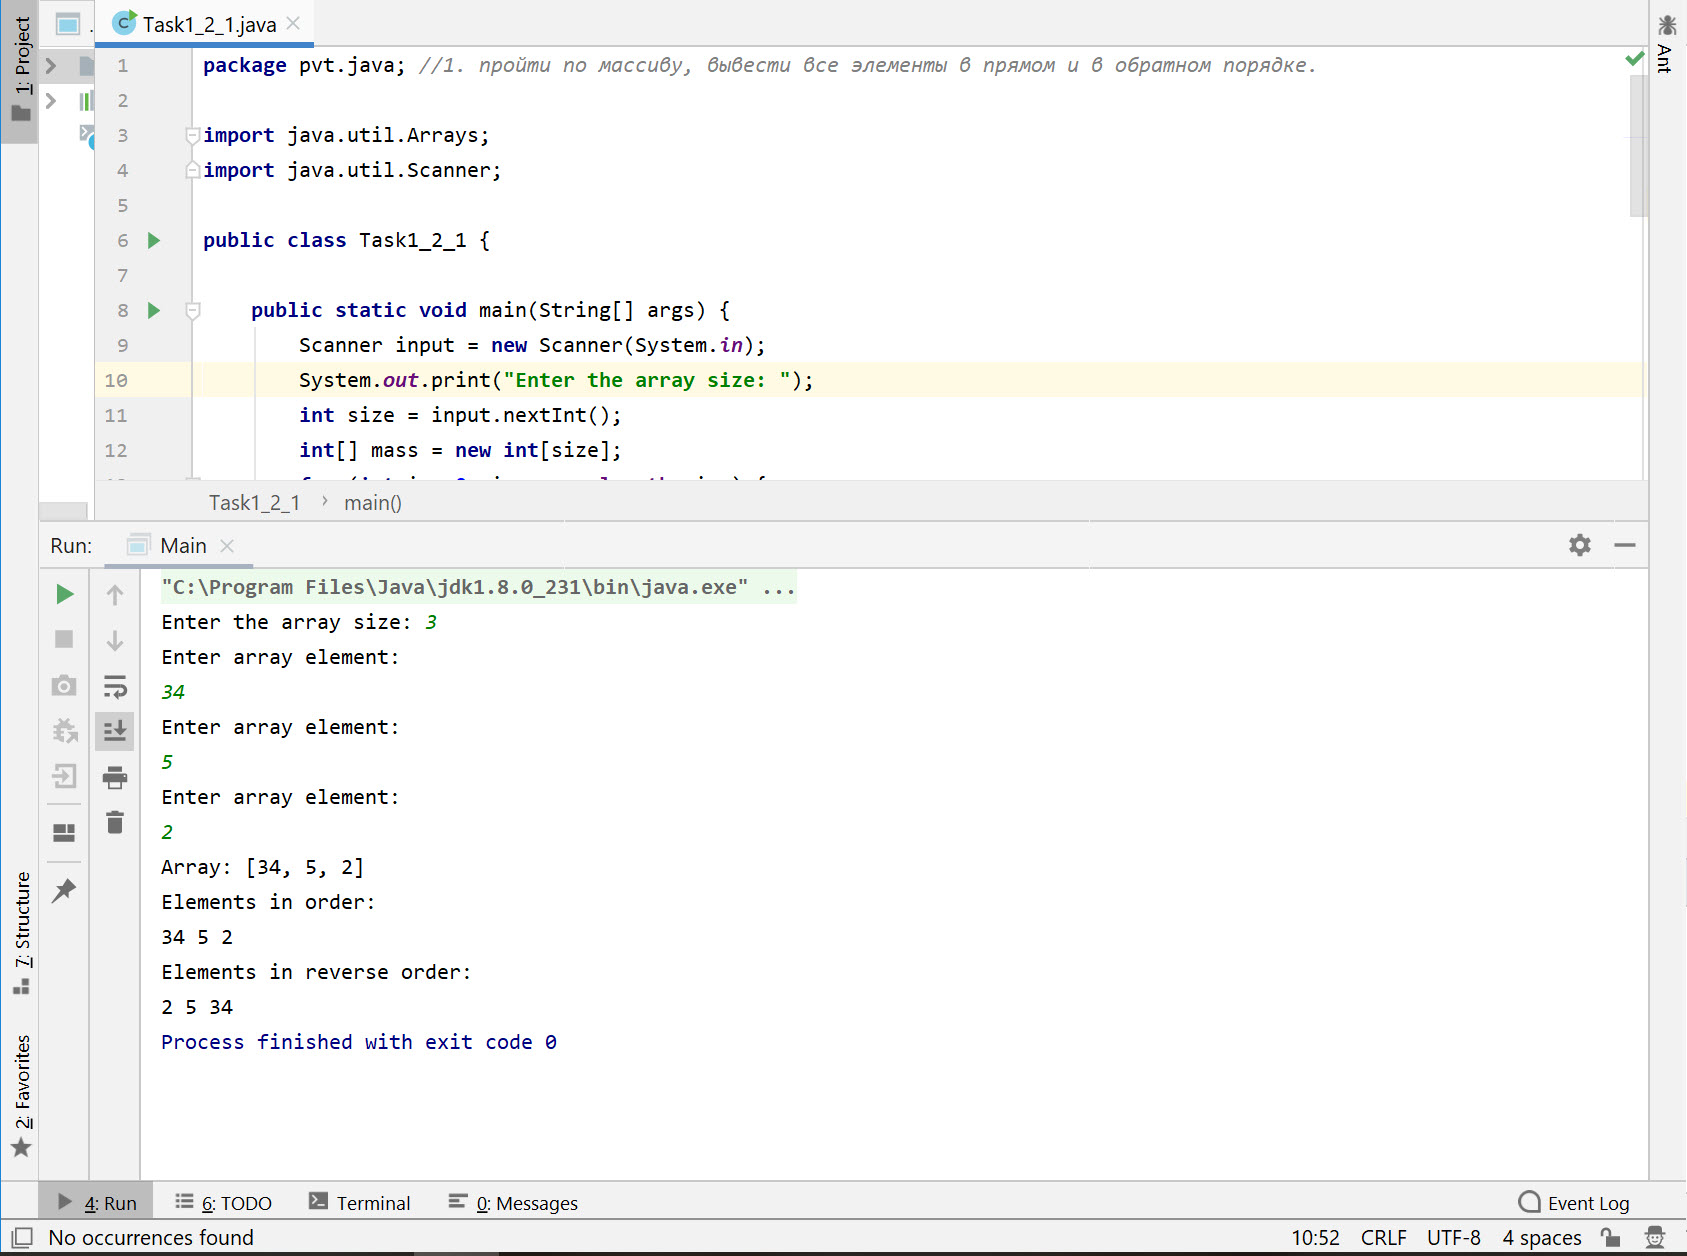 1: Project
Task1_2_1.java
Ant
1 package pvt.java; //1. пройти по массиву, вывести все элементы в прямом и в обратном порядке.
2
3 import java.util.Arrays;
4 import java.util.Scanner;
5
6 public class Task1_2_1 {
7
8 public static void main(String[] args) {
9 Scanner input = new Scanner(System.in);
10 System.out.print("Enter the array size: ");
11 int size = input.nextInt();
12 int[] mass = new int[size];
Task1_2_1 › main()
Run: Main
"C:\Program Files\Java\jdk1.8.0_231\bin\java.exe" ...
Enter the array size: 3
Enter array element:
34
Enter array element:
5
Enter array element:
2
Array: [34, 5, 2]
Elements in order:
34 5 2
Elements in reverse order:
2 5 34
Process finished with exit code 0
7: Structure
2: Favorites
4: Run 6: TODO Terminal 0: Messages Event Log
No occurrences found 10:52 CRLF UTF-8 4 spaces